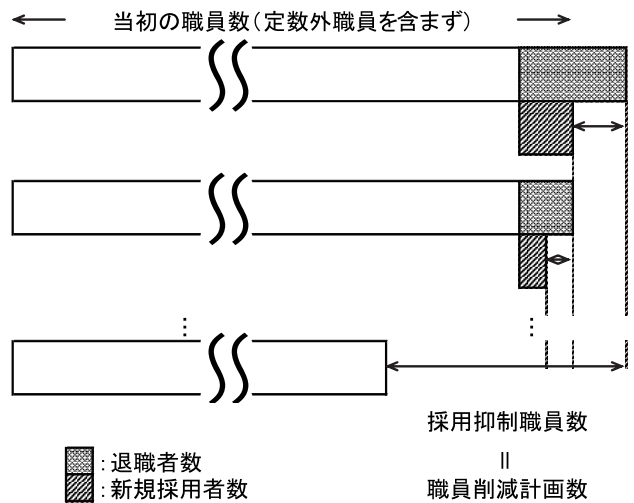 当初の職員数(定数外職員を含まず)
⋮
⋮
採用抑制職員数
॥
職員削減計画数
:退職者数
:新規採用者数